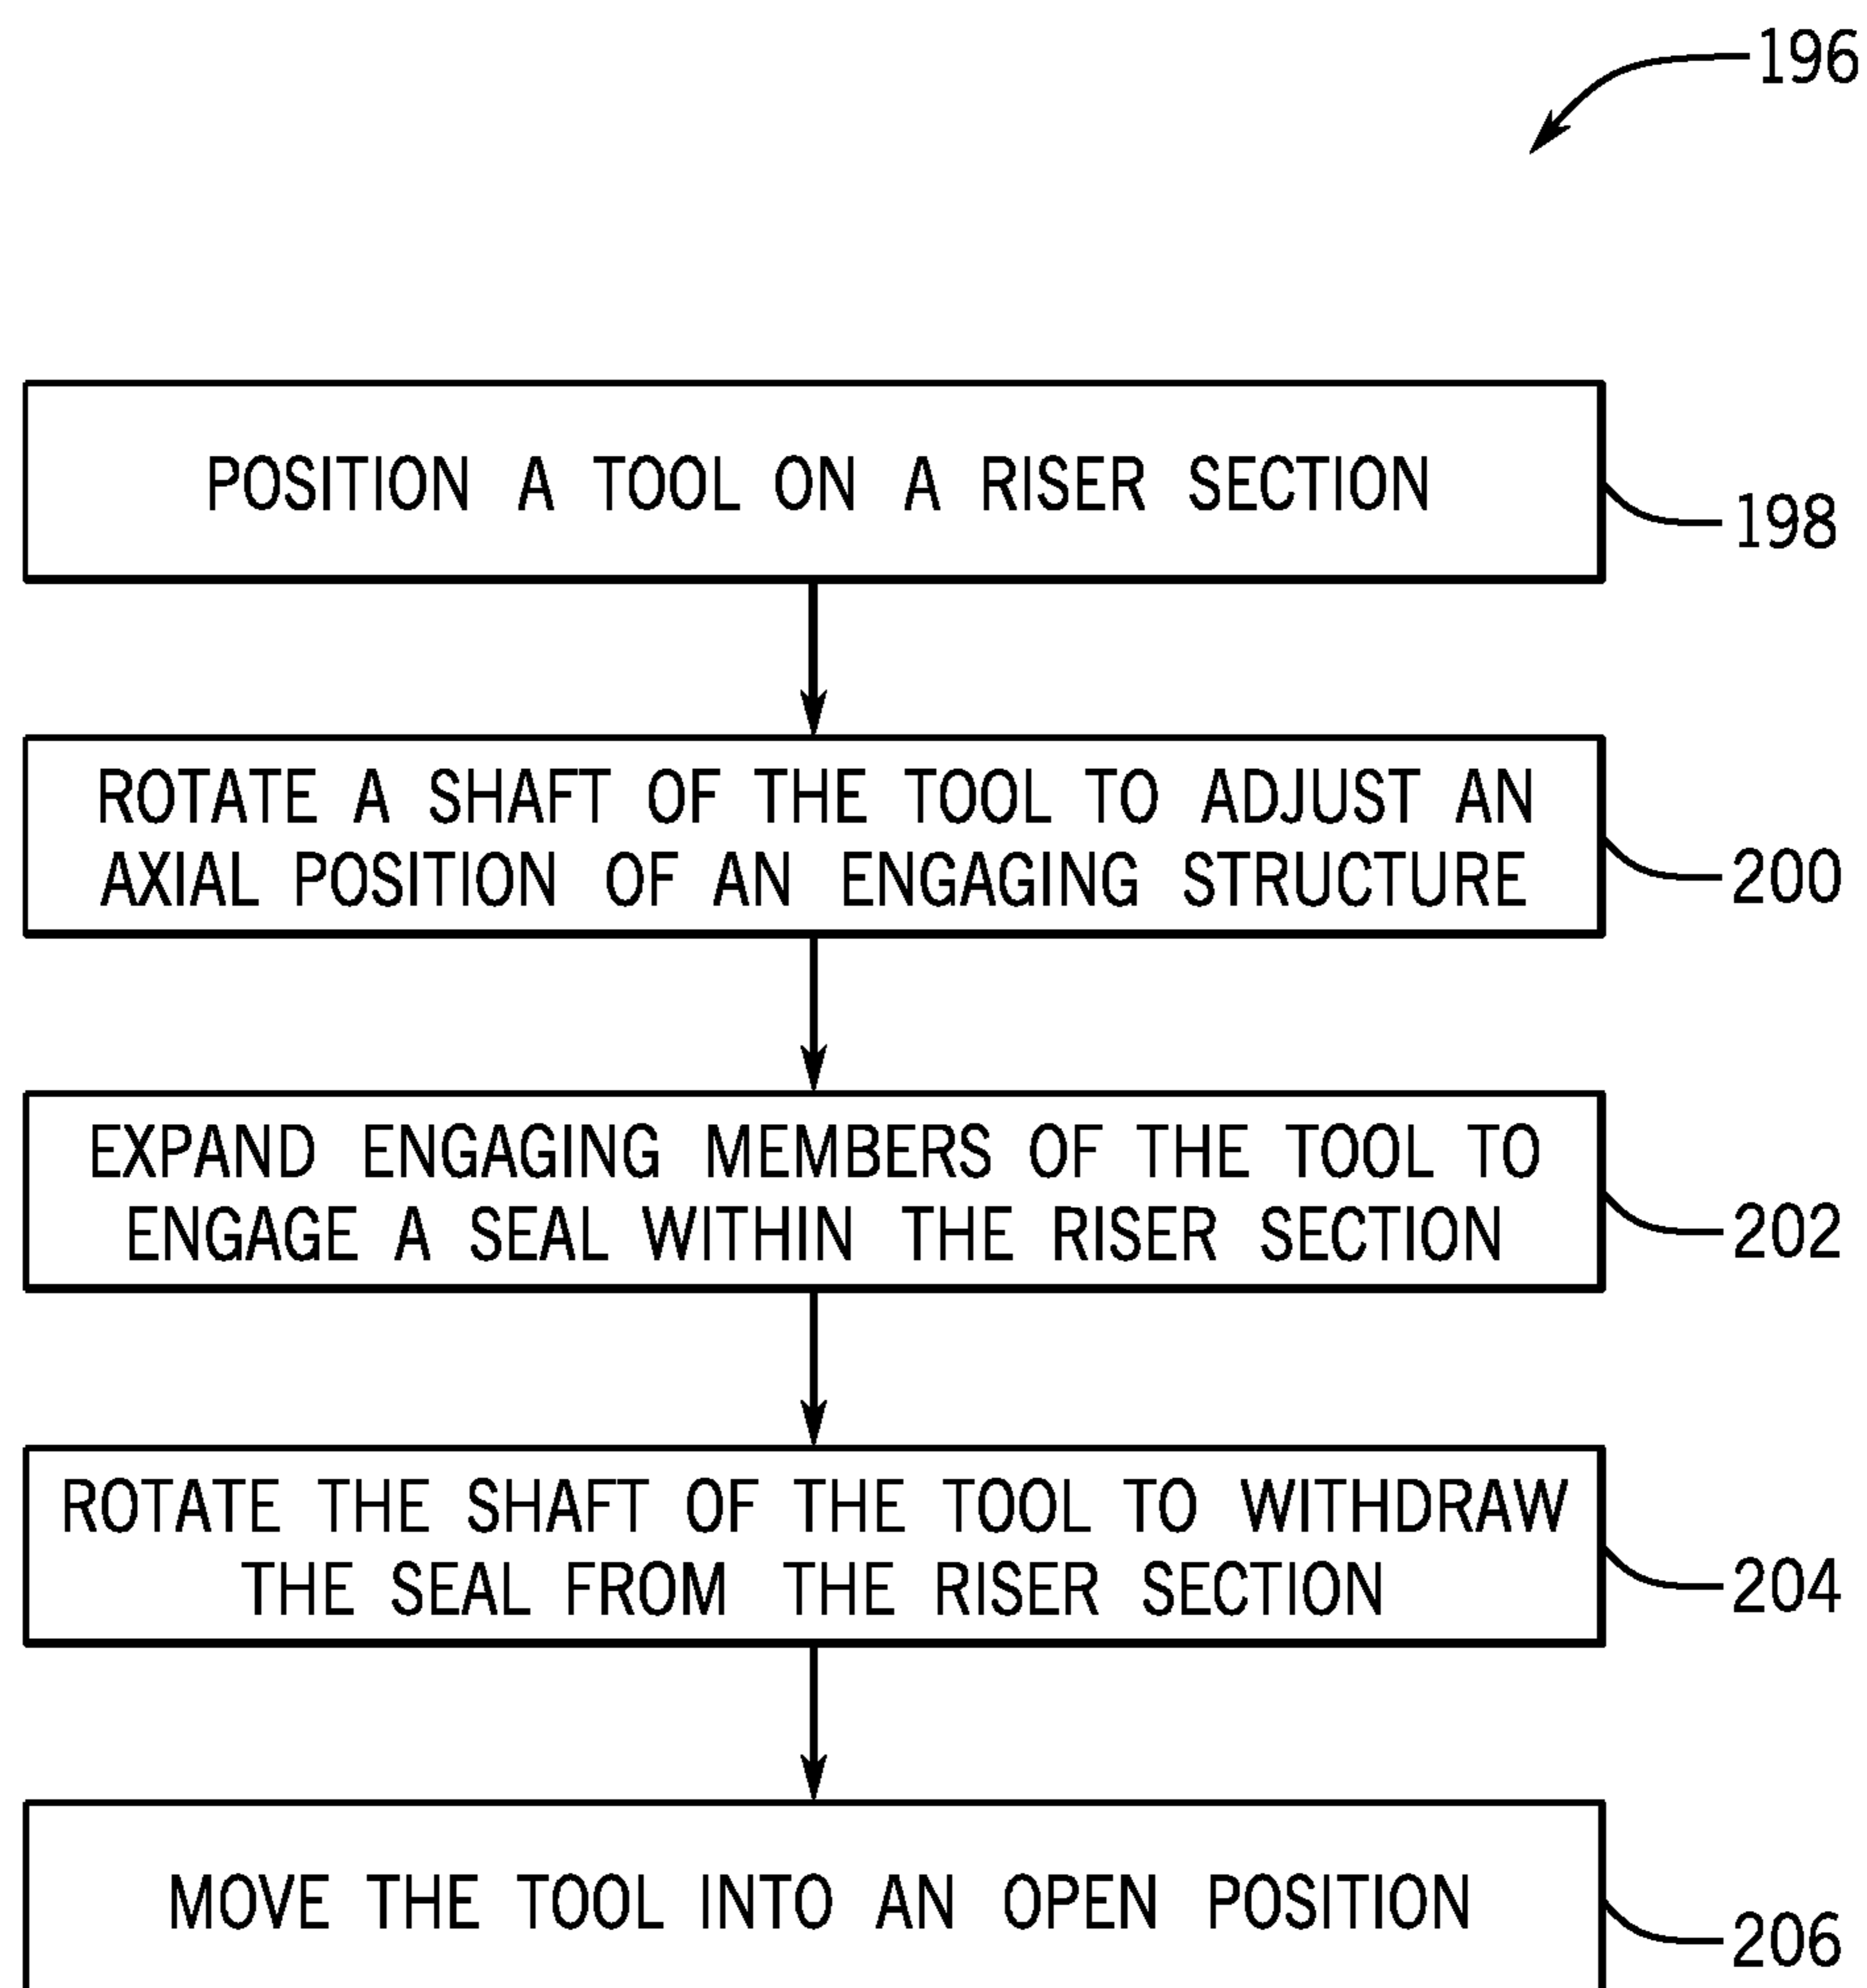 196
POSITION A TOOL ON A RISER SECTION
198
ROTATE A SHAFT OF THE TOOL TO ADJUST AN
AXIAL POSITION OF AN ENGAGING STRUCTURE
200
EXPAND ENGAGING MEMBERS OF THE TOOL TO
ENGAGE A SEAL WITHIN THE RISER SECTION
202
ROTATE THE SHAFT OF THE TOOL TO WITHDRAW
THE SEAL FROM THE RISER SECTION
204
MOVE THE TOOL INTO AN OPEN POSITION
206